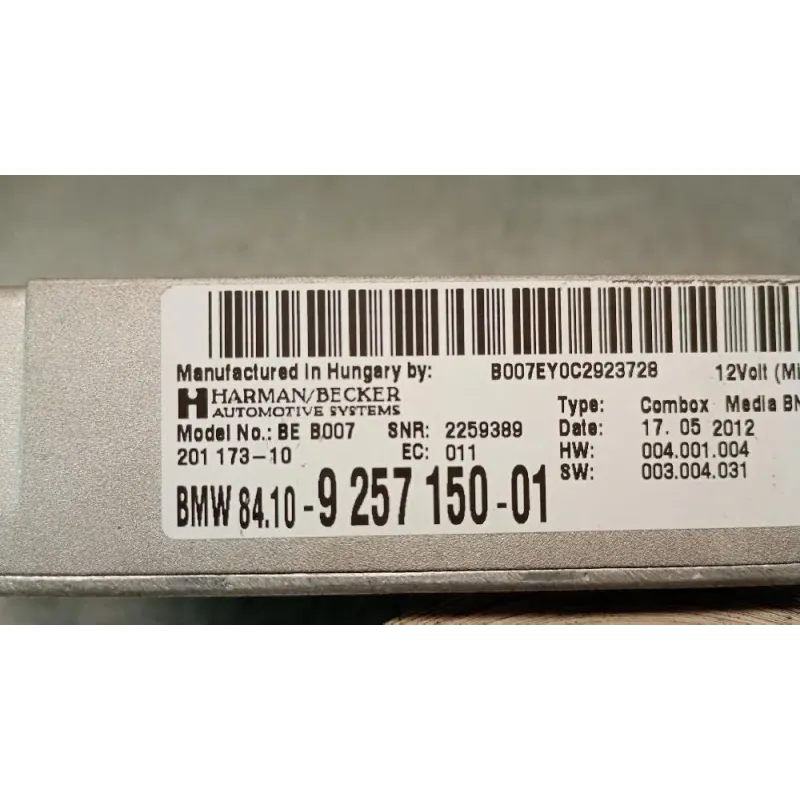 Manufactured in Hungary by: B007EY0C2923728 12Volt (Mi
HARMAN/BECKER
AUTOMOTIVE SYSTEMS
Type: Combox Media BN
Model No.: BE B007 SNR: 2259389 Date: 17. 05 2012
201 173-10 EC: 011 HW: 004.001.004
SW: 003.004.031
BMW 84.10-9 257 150-01